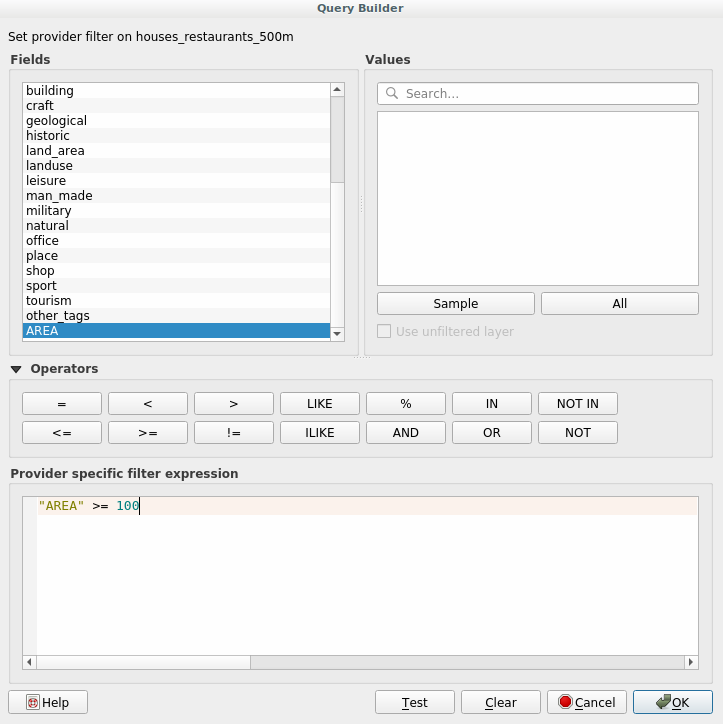 Query Builder
Set provider filter on houses_restaurants_500m
Fields
building
craft
geological
historic
land_area
landuse
leisure
man_made
military
natural
office
place
shop
sport
tourism
other_tags
AREA
Values
Search...
Sample All
Use unfiltered layer
Operators
= < > LIKE % IN NOT IN
<= >= != ILIKE AND OR NOT
Provider specific filter expression
"AREA" >= 100
Help Test Clear Cancel OK